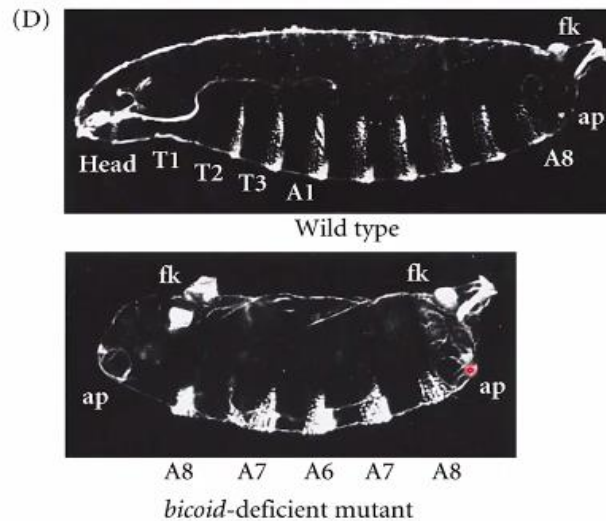 (D)
fk
ap
Head T1 T2 T3 A1 A8
Wild type
fk fk
ap ap
A8 A7 A6 A7 A8
bicoid-deficient mutant